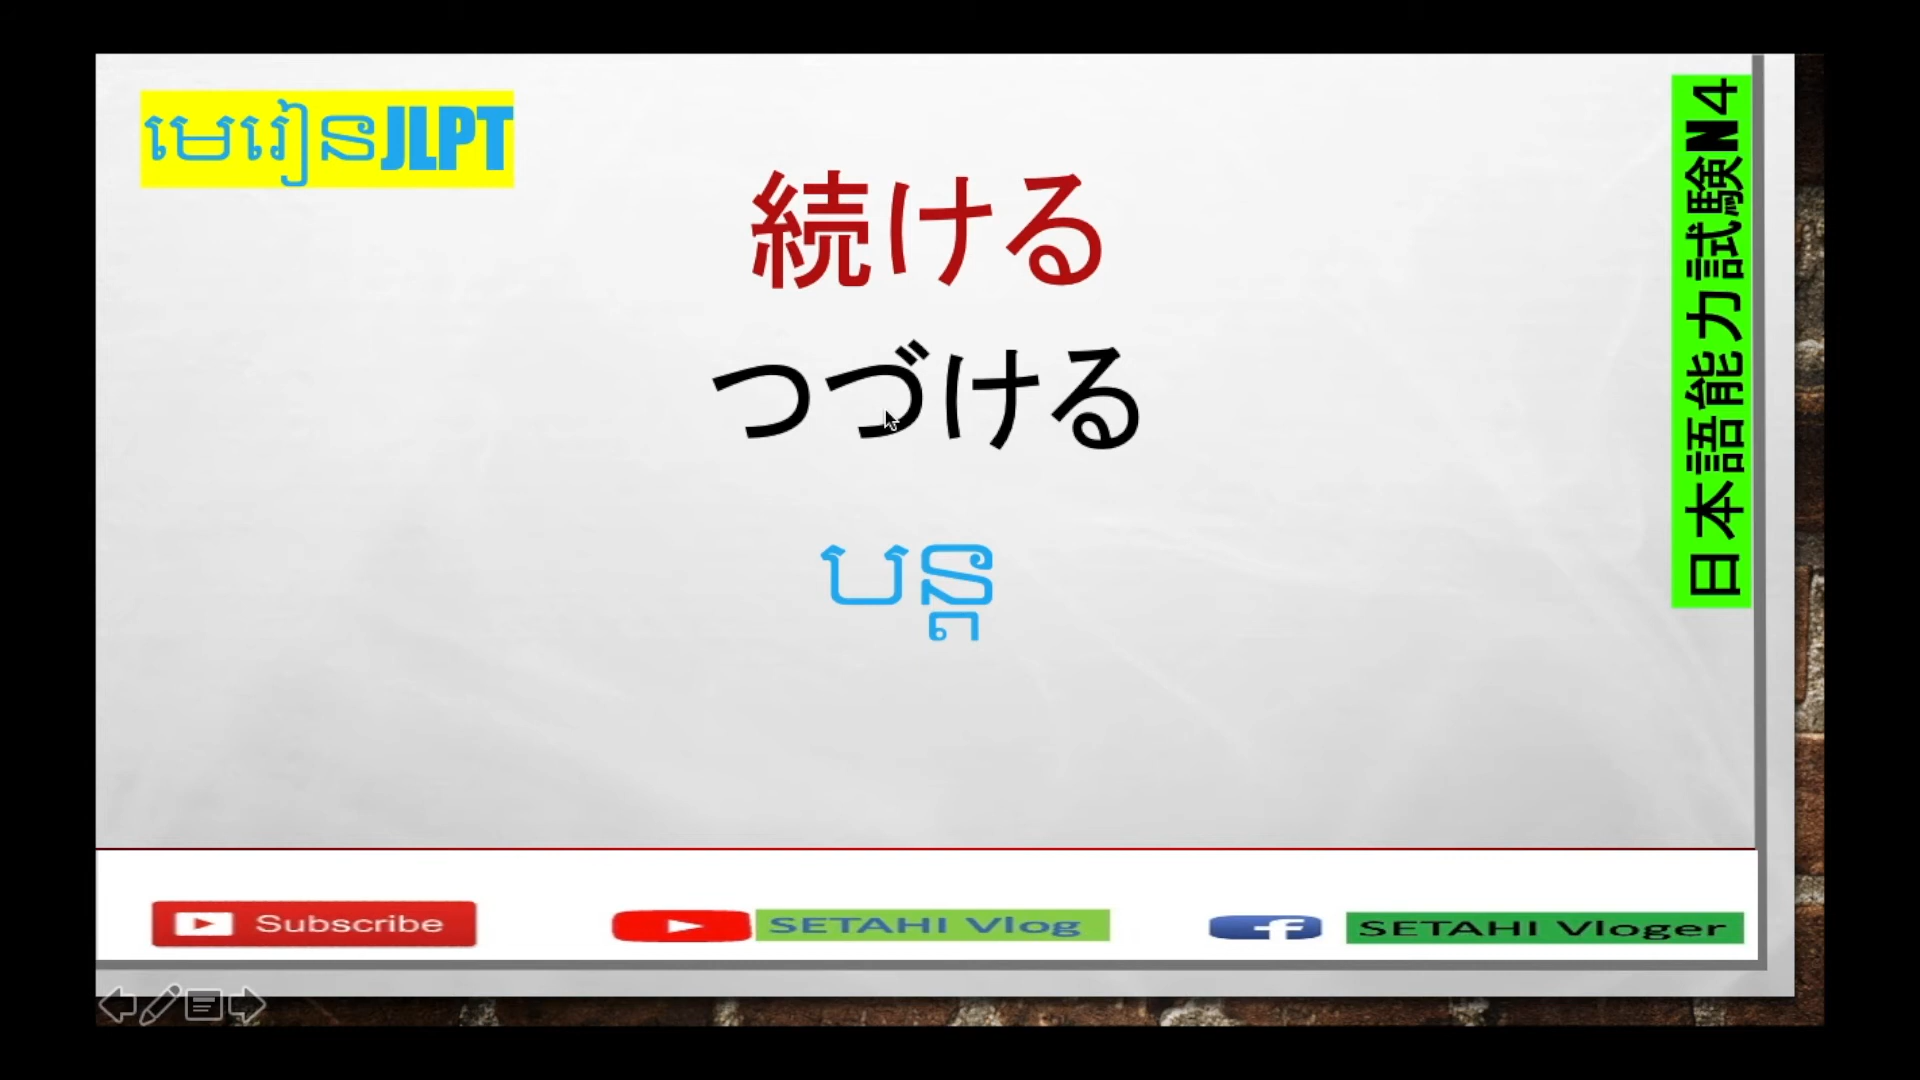 មេរៀនJLPT
続ける
つづける
បន្ត
日本語能力試験N4
Subscribe
SETAHI Vlog
SETAHI Vloger